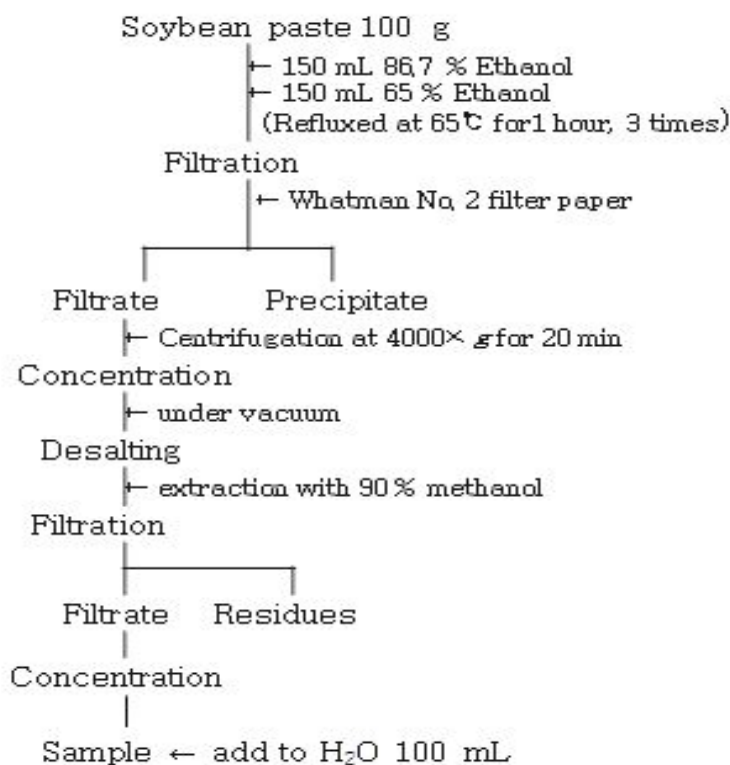 Soybean paste 100 g
← 150 mL 86,7 % Ethanol
← 150 mL 65 % Ethanol
(Refluxed at 65℃ for1 hour, 3 times)
Filtration
← Whatman No, 2 filter paper
Filtrate Precipitate
← Centrifugation at 4000× g for 20 min
Concentration
← under vacuum
Desalting
← extraction with 90 % methanol
Filtration
Filtrate Residues
Concentration
Sample ← add to H₂O 100 mL